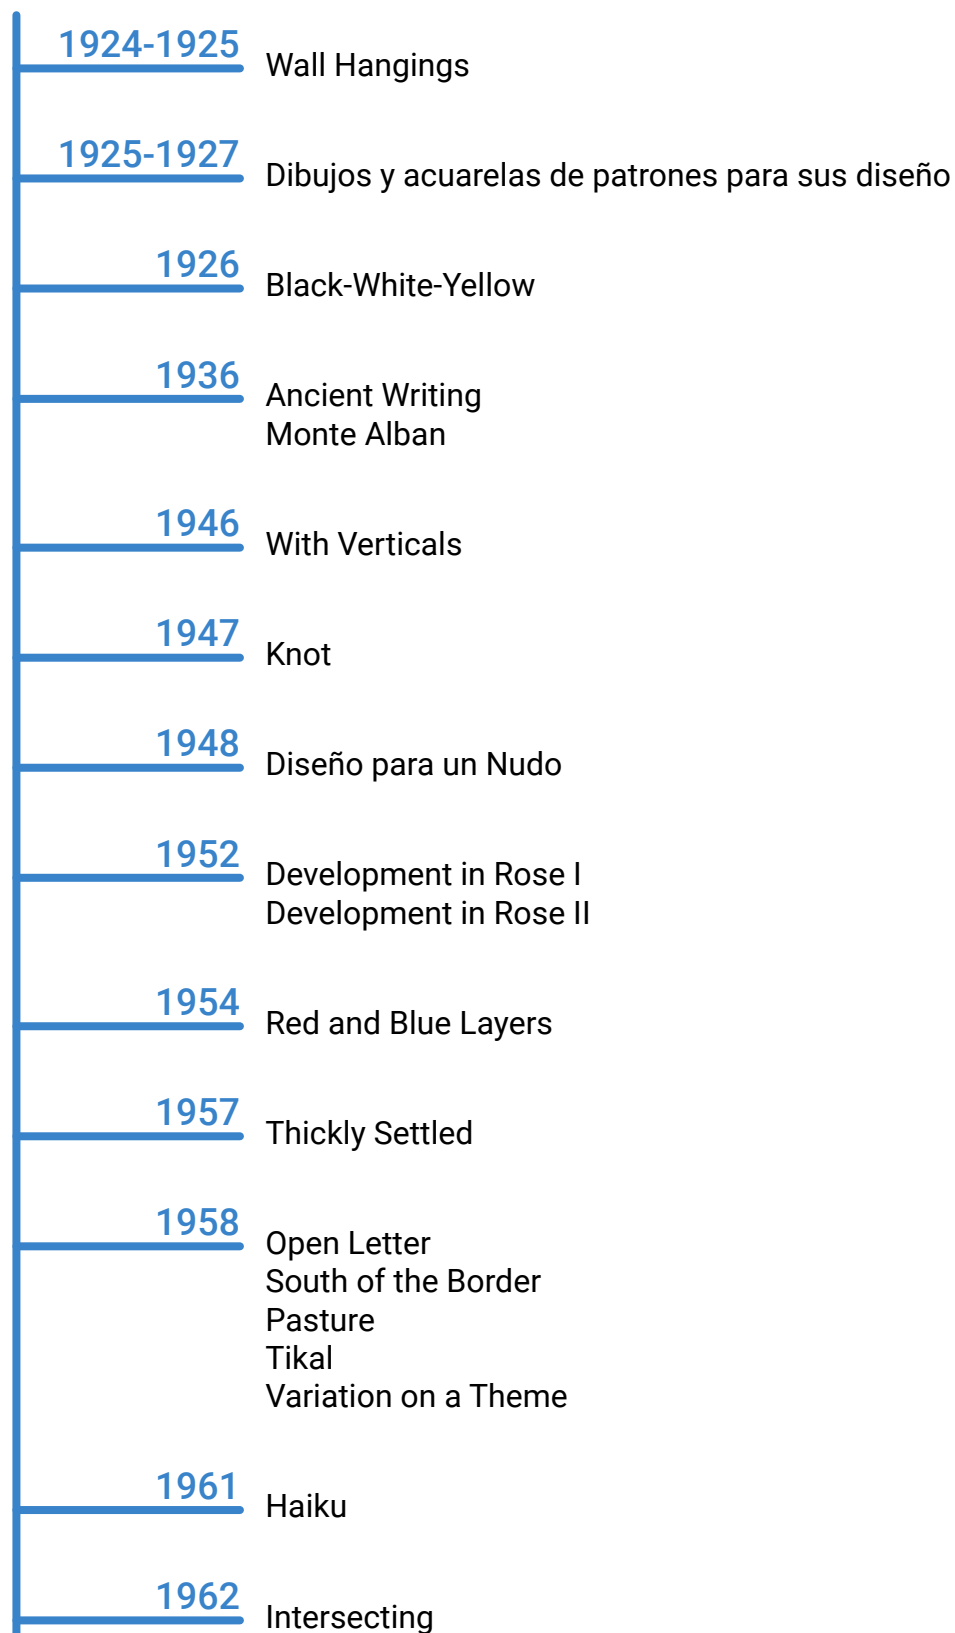 1924-1925
Wall Hangings
1925-1927
Dibujos y acuarelas de patrones para sus diseño
1926
Black-White-Yellow
1936
Ancient Writing
Monte Alban
1946
With Verticals
1947
Knot
1948
Diseño para un Nudo
1952
Development in Rose I
Development in Rose II
1954
Red and Blue Layers
1957
Thickly Settled
1958
Open Letter
South of the Border
Pasture
Tikal
Variation on a Theme
1961
Haiku
1962
Intersecting